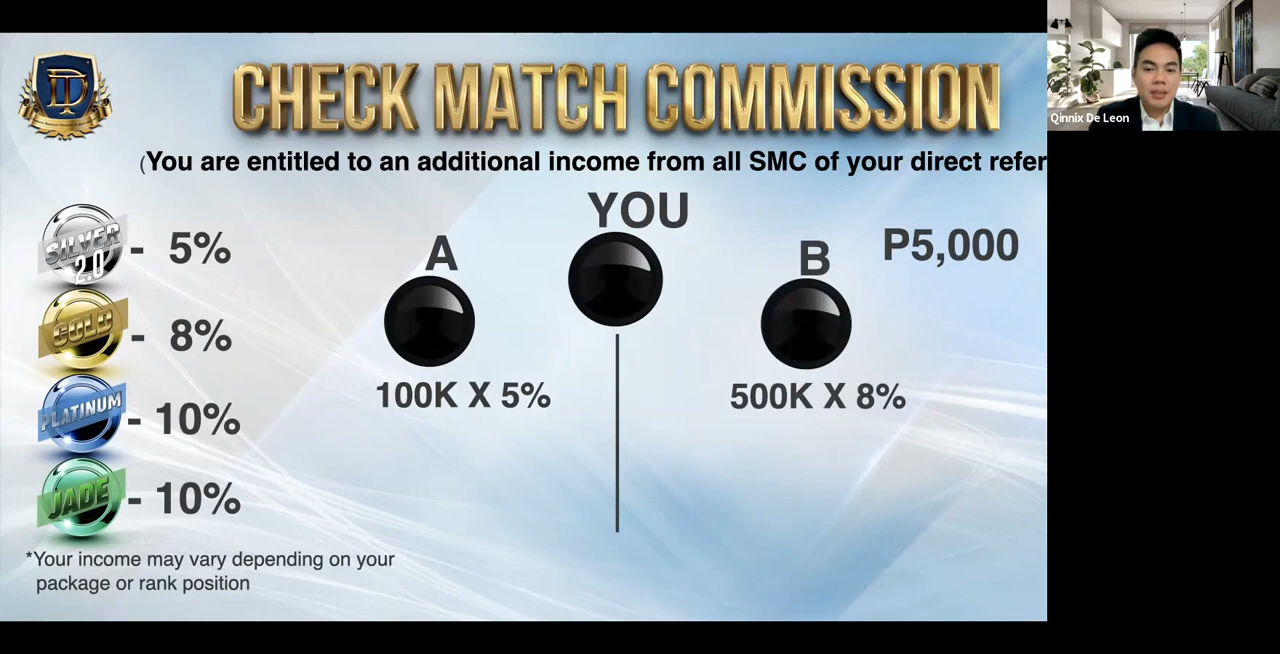 CHECK MATCH COMMISSION
(You are entitled to an additional income from all SMC of your direct refer
YOU
A
B
P5,000
SILVER 2.0 - 5%
GOLD - 8%
PLATINUM - 10%
JADE - 10%
100K X 5%
500K X 8%
*Your income may vary depending on your
package or rank position
Qinnix De Leon